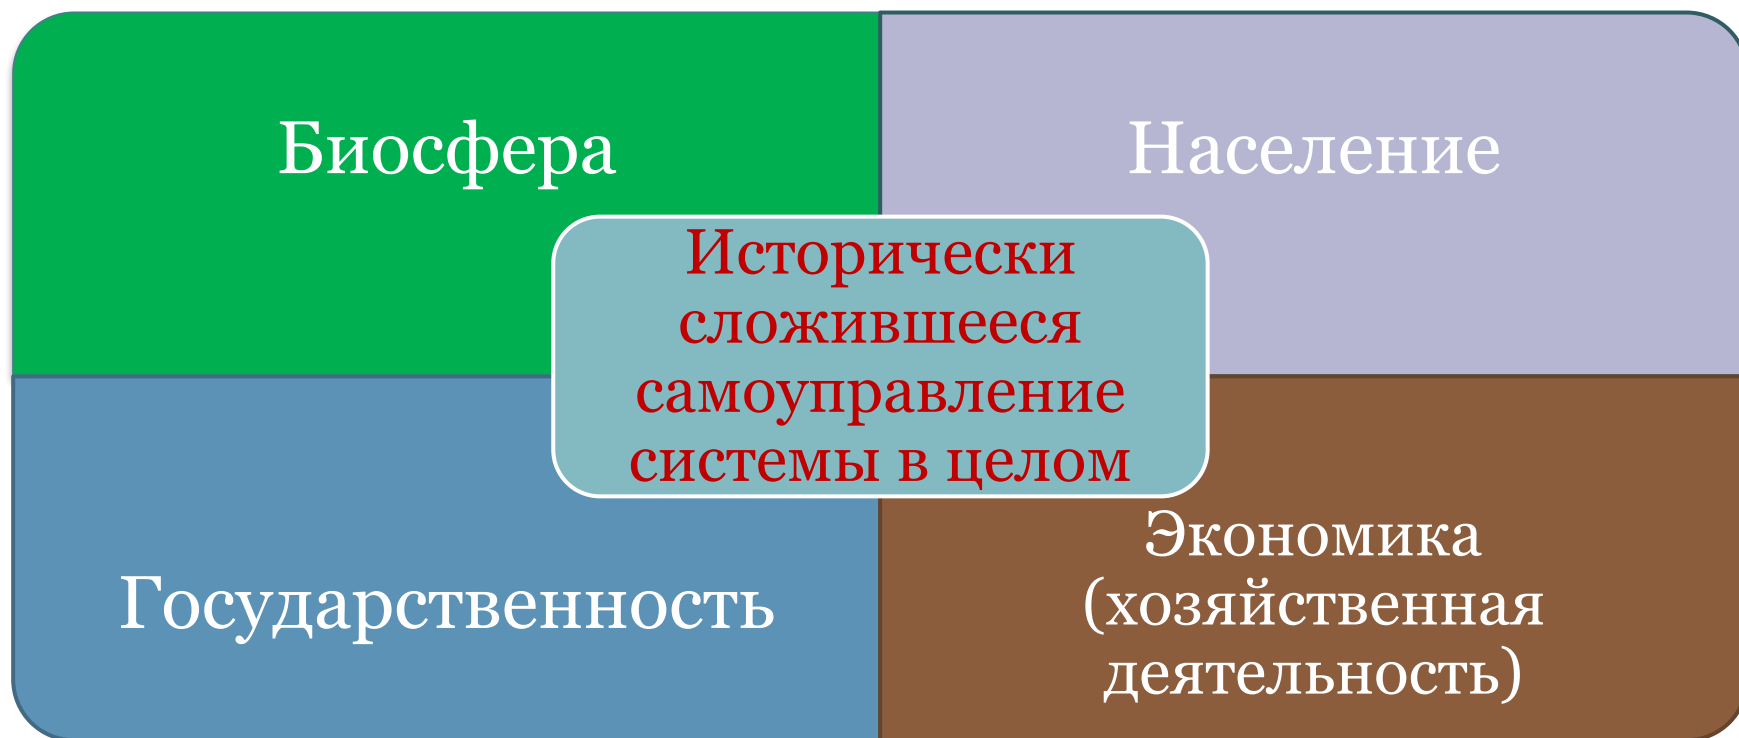 Биосфера
Население
Исторически
сложившееся
самоуправление
системы в целом
Государственность
Экономика
(хозяйственная
деятельность)